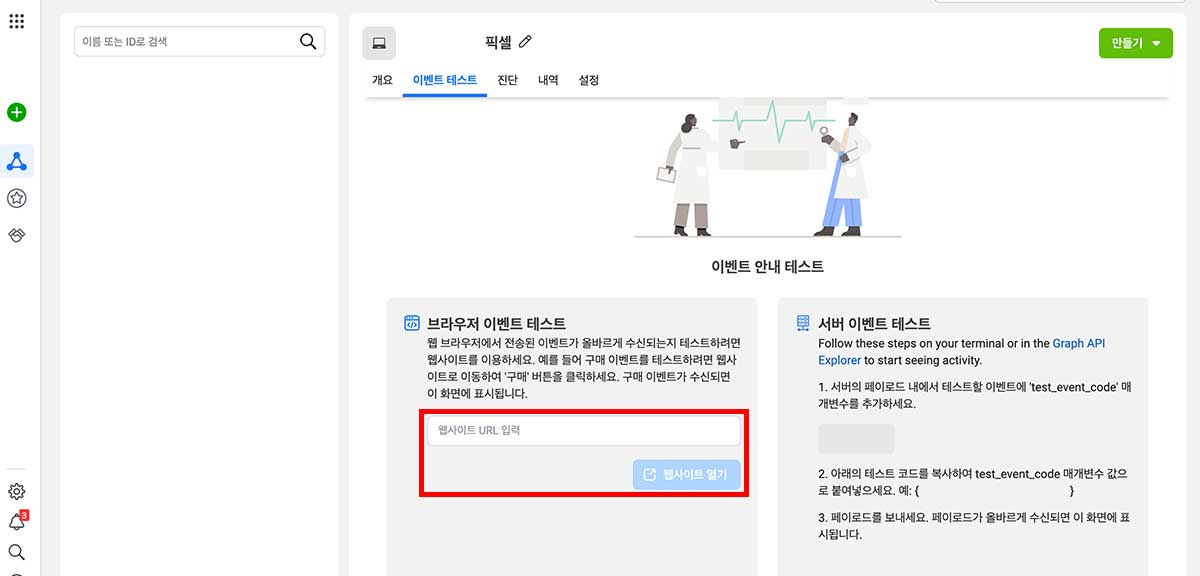 이름 또는 ID로 검색
픽셀
만들기
개요 이벤트 테스트 진단 내역 설정
이벤트 안내 테스트
브라우저 이벤트 테스트
웹 브라우저에서 전송된 이벤트가 올바르게 수신되는지 테스트하려면
웹사이트를 이용하세요. 예를 들어 구매 이벤트를 테스트하려면 웹사
이트로 이동하여 '구매' 버튼을 클릭하세요. 구매 이벤트가 수신되면
이 화면에 표시됩니다.
웹사이트 URL 입력
웹사이트 열기
서버 이벤트 테스트
Follow these steps on your terminal or in the Graph API
Explorer to start seeing activity.
1. 서버의 페이로드 내에서 테스트할 이벤트에 'test_event_code' 매
개변수를 추가하세요.
2. 아래의 테스트 코드를 복사하여 test_event_code 매개변수 값으
로 붙여넣으세요. 예: { }
3. 페이로드를 보내세요. 페이로드가 올바르게 수신되면 이 화면에 표
시됩니다.
3